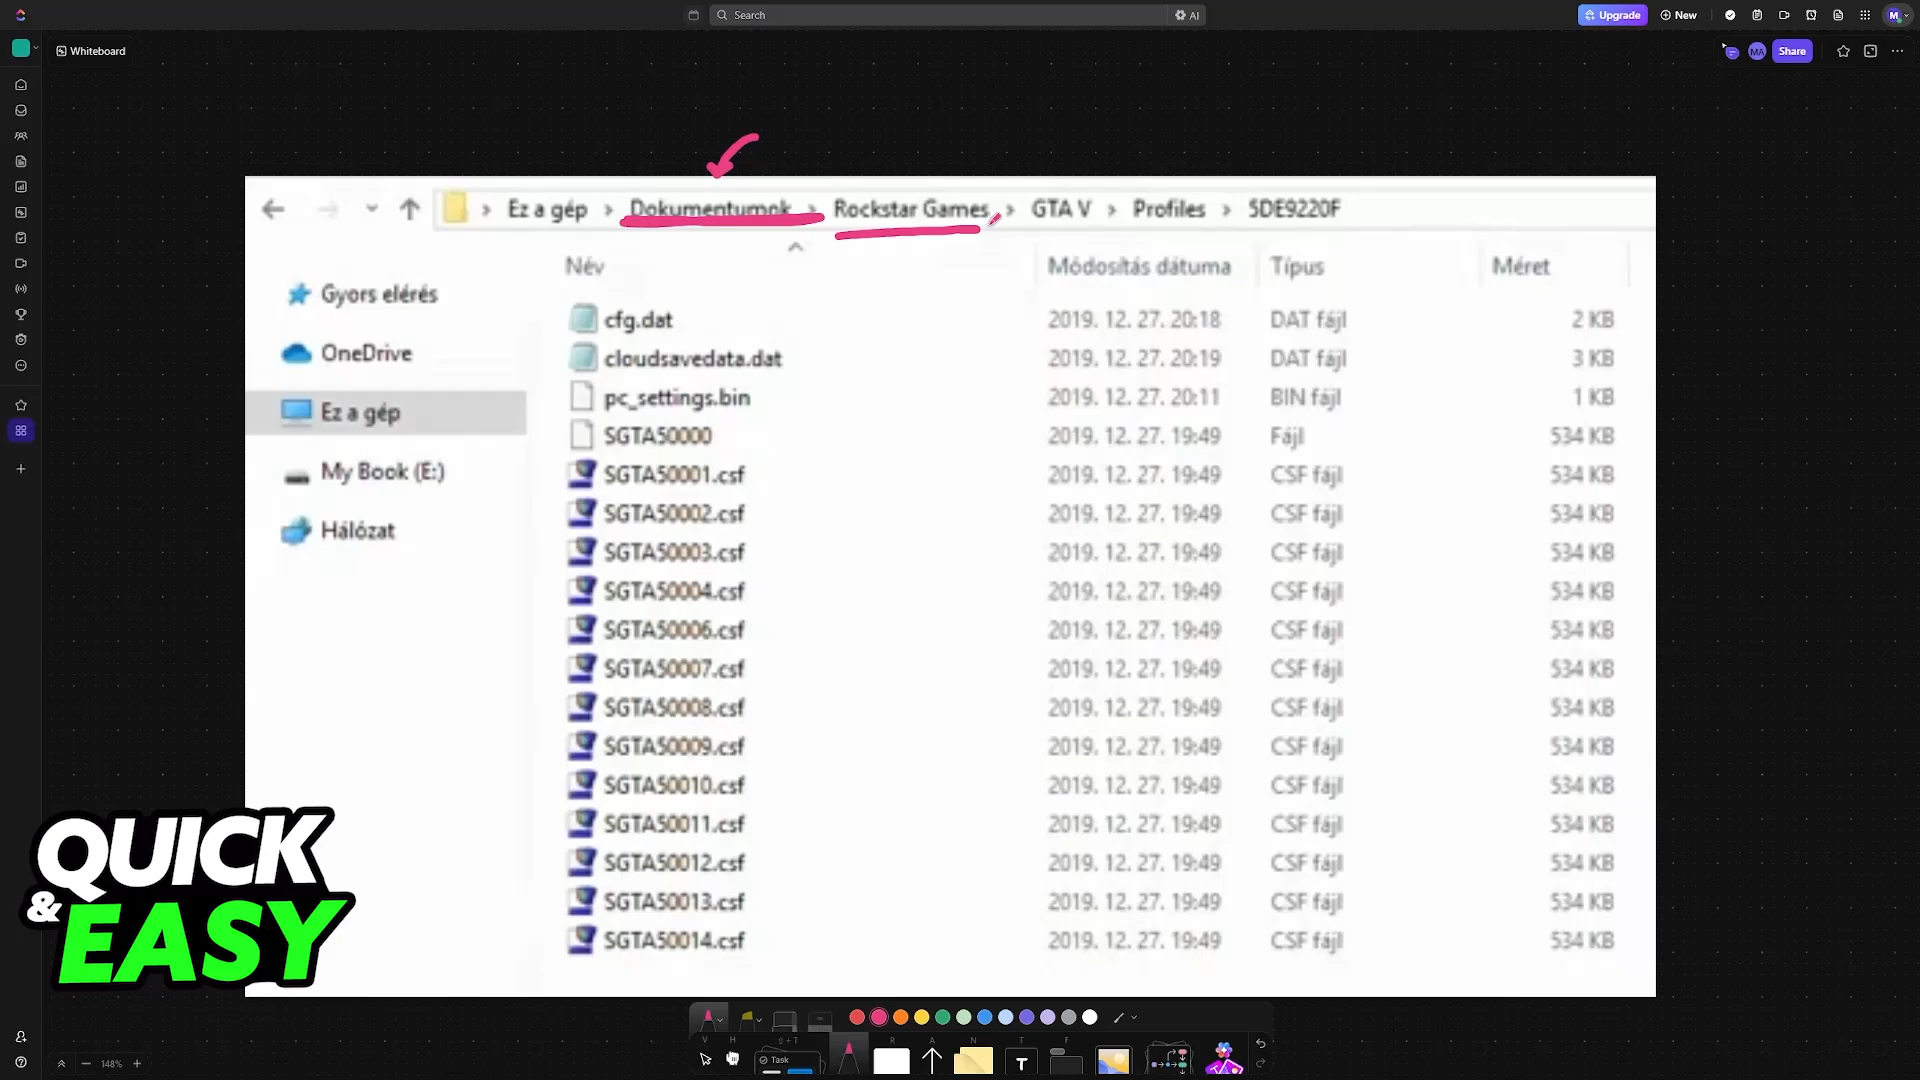 Search
AI
Upgrade
New
M
Whiteboard
MA
Share
Ez a gép
Dokumentumok
Rockstar Games
GTA V
Profiles
5DE9220F
Név
Módosítás dátuma
Típus
Méret
Gyors elérés
OneDrive
Ez a gép
My Book (E:)
Hálózat
cfg.dat 2019. 12. 27. 20:18 DAT fájl 2 KB
cloudsavedata.dat 2019. 12. 27. 20:19 DAT fájl 3 KB
pc_settings.bin 2019. 12. 27. 20:11 BIN fájl 1 KB
SGTA50000 2019. 12. 27. 19:49 Fájl 534 KB
SGTA50001.csf 2019. 12. 27. 19:49 CSF fájl 534 KB
SGTA50002.csf 2019. 12. 27. 19:49 CSF fájl 534 KB
SGTA50003.csf 2019. 12. 27. 19:49 CSF fájl 534 KB
SGTA50004.csf 2019. 12. 27. 19:49 CSF fájl 534 KB
SGTA50006.csf 2019. 12. 27. 19:49 CSF fájl 534 KB
SGTA50007.csf 2019. 12. 27. 19:49 CSF fájl 534 KB
SGTA50008.csf 2019. 12. 27. 19:49 CSF fájl 534 KB
SGTA50009.csf 2019. 12. 27. 19:49 CSF fájl 534 KB
SGTA50010.csf 2019. 12. 27. 19:49 CSF fájl 534 KB
SGTA50011.csf 2019. 12. 27. 19:49 CSF fájl 534 KB
SGTA50012.csf 2019. 12. 27. 19:49 CSF fájl 534 KB
SGTA50013.csf 2019. 12. 27. 19:49 CSF fájl 534 KB
SGTA50014.csf 2019. 12. 27. 19:49 CSF fájl 534 KB
QUICK
& EASY
V
H
+ T
R
A
N
T
F
Task
T
148%